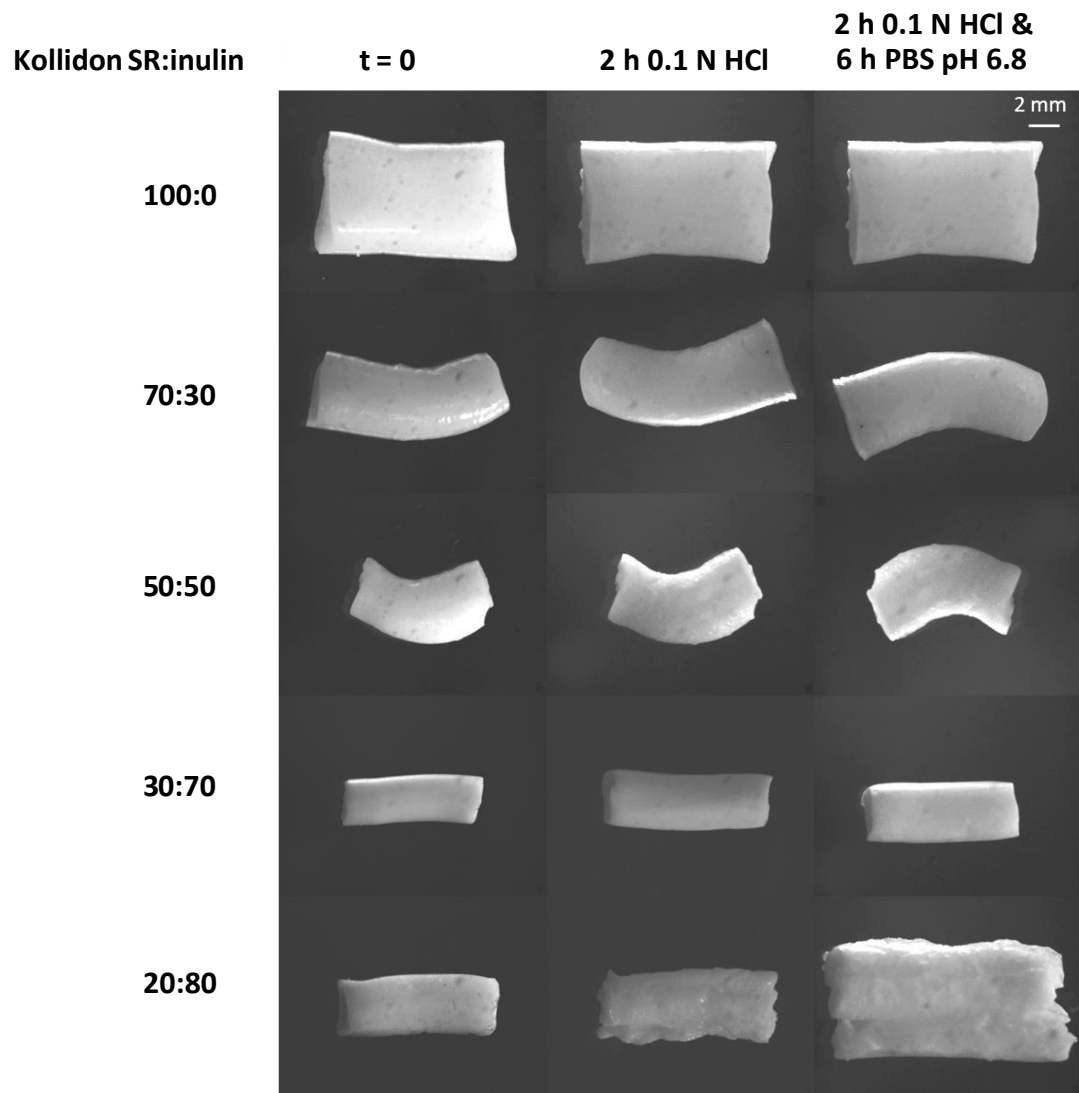 Kollidon SR:inulin
t = 0
2 h 0.1 N HCl
2 h 0.1 N HCl &
6 h PBS pH 6.8
2 mm
100:0
70:30
50:50
30:70
20:80